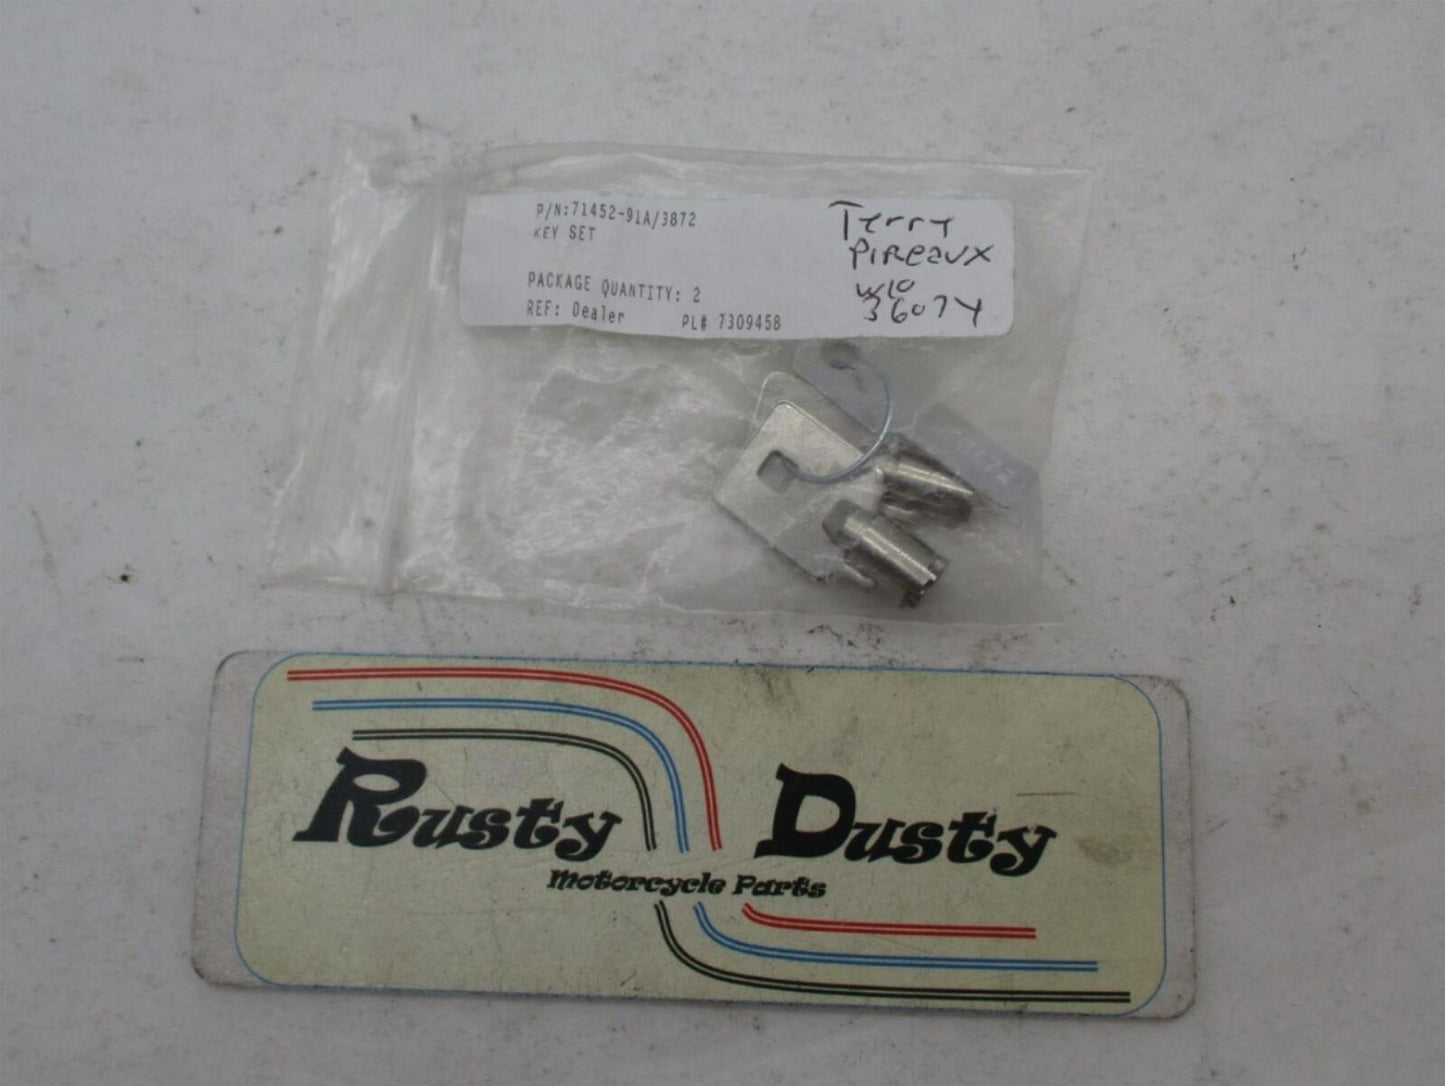 P/N:71452-91A/3872
KEY SET
PACKAGE QUANTITY: 2
REF: Dealer PL# 7309458
Terry
Pireaux
W/O
36074
Rusty Dusty
Motorcycle Parts